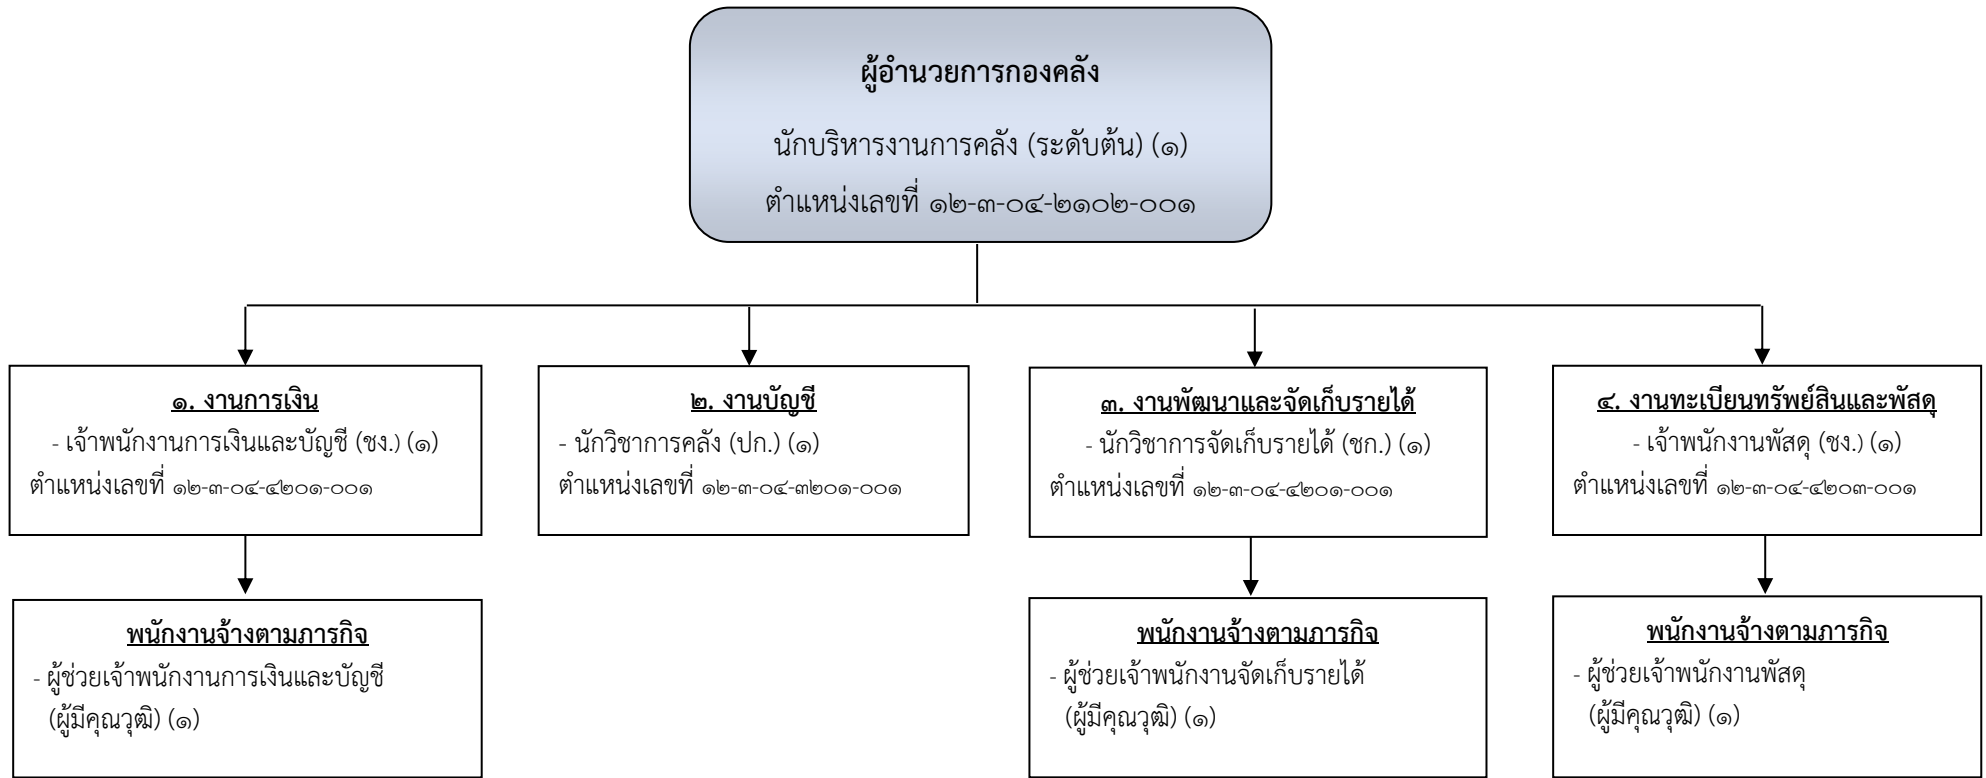 ผู้อำนวยการกองคลัง
นักบริหารงานการคลัง (ระดับต้น) (๑)
ตำแหน่งเลขที่ ๑๒-๓-๐๔-๒๑๐๒-๐๐๑
๑. งานการเงิน
- เจ้าพนักงานการเงินและบัญชี (ชง.) (๑)
ตำแหน่งเลขที่ ๑๒-๓-๐๔-๔๒๐๑-๐๐๑
๒. งานบัญชี
- นักวิชาการคลัง (ปก.) (๑)
ตำแหน่งเลขที่ ๑๒-๓-๐๔-๓๒๐๑-๐๐๑
๓. งานพัฒนาและจัดเก็บรายได้
- นักวิชาการจัดเก็บรายได้ (ชก.) (๑)
ตำแหน่งเลขที่ ๑๒-๓-๐๔-๔๒๐๑-๐๐๑
๔. งานทะเบียนทรัพย์สินและพัสดุ
- เจ้าพนักงานพัสดุ (ชง.) (๑)
ตำแหน่งเลขที่ ๑๒-๓-๐๔-๔๒๐๓-๐๐๑
พนักงานจ้างตามภารกิจ
- ผู้ช่วยเจ้าพนักงานการเงินและบัญชี
(ผู้มีคุณวุฒิ) (๑)
พนักงานจ้างตามภารกิจ
- ผู้ช่วยเจ้าพนักงานจัดเก็บรายได้
(ผู้มีคุณวุฒิ) (๑)
พนักงานจ้างตามภารกิจ
- ผู้ช่วยเจ้าพนักงานพัสดุ
(ผู้มีคุณวุฒิ) (๑)